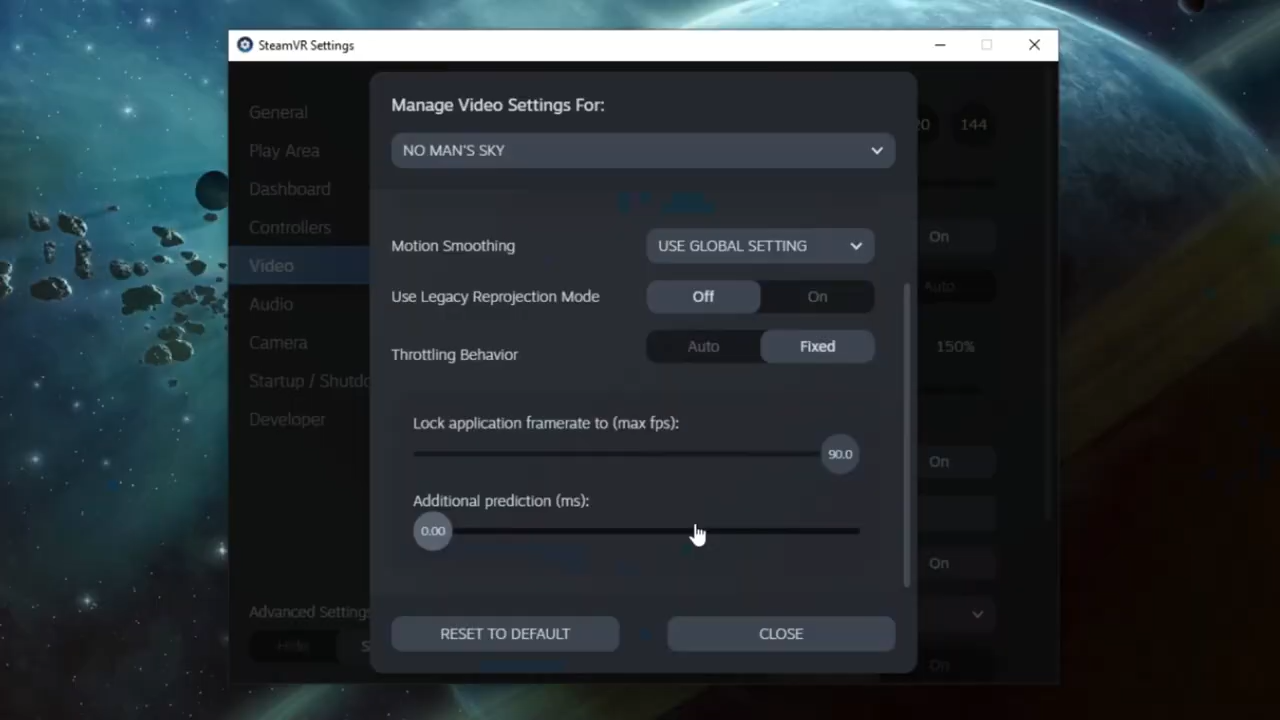 SteamVR Settings
General
Play Area
Dashboard
Controllers
Video
Audio
Camera
Startup /
Developer
Advanced Settings
Hide
Manage Video Settings For:
NO MAN'S SKY
Motion Smoothing
USE GLOBAL SETTING
Use Legacy Reprojection Mode
Off
On
Throttling Behavior
Auto
Fixed
Lock application framerate to (max fps):
90.0
Additional prediction (ms):
0.00
RESET TO DEFAULT
CLOSE
144
On
Auto
150%
On
On
On